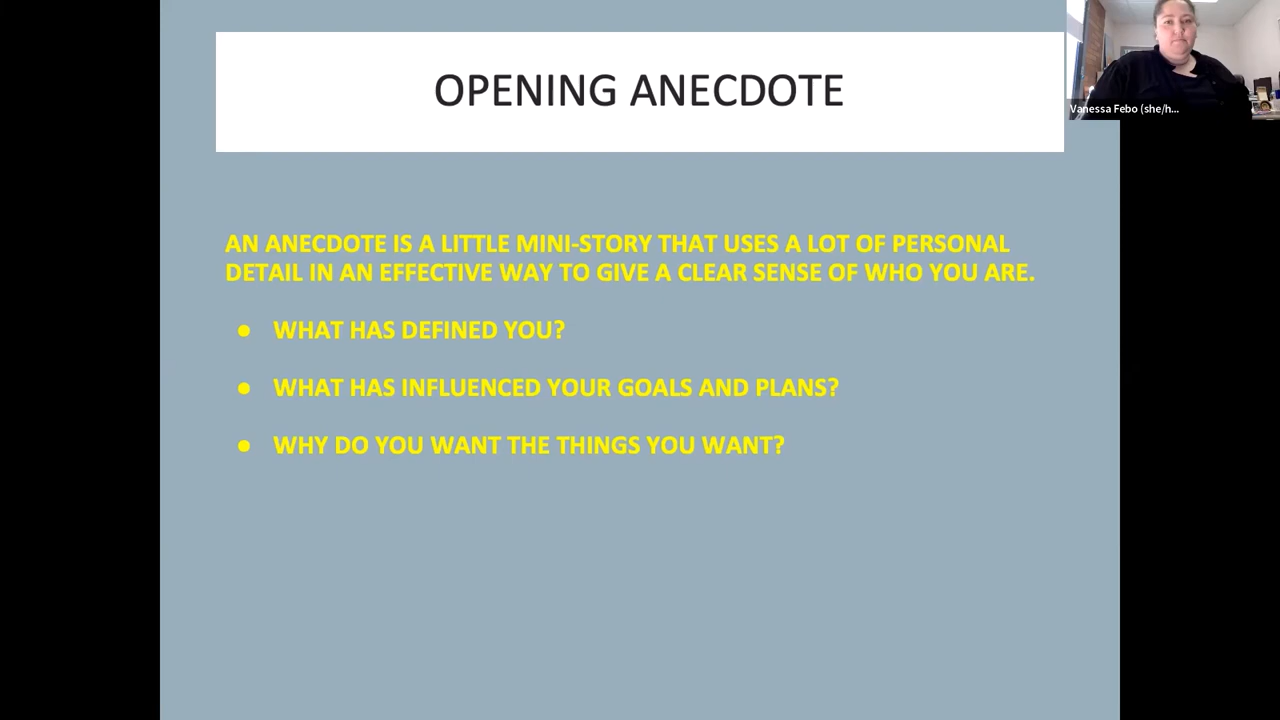 OPENING ANECDOTE
Vanessa Febo (she/h...
AN ANECDOTE IS A LITTLE MINI-STORY THAT USES A LOT OF PERSONAL
DETAIL IN AN EFFECTIVE WAY TO GIVE A CLEAR SENSE OF WHO YOU ARE.
● WHAT HAS DEFINED YOU?
● WHAT HAS INFLUENCED YOUR GOALS AND PLANS?
● WHY DO YOU WANT THE THINGS YOU WANT?